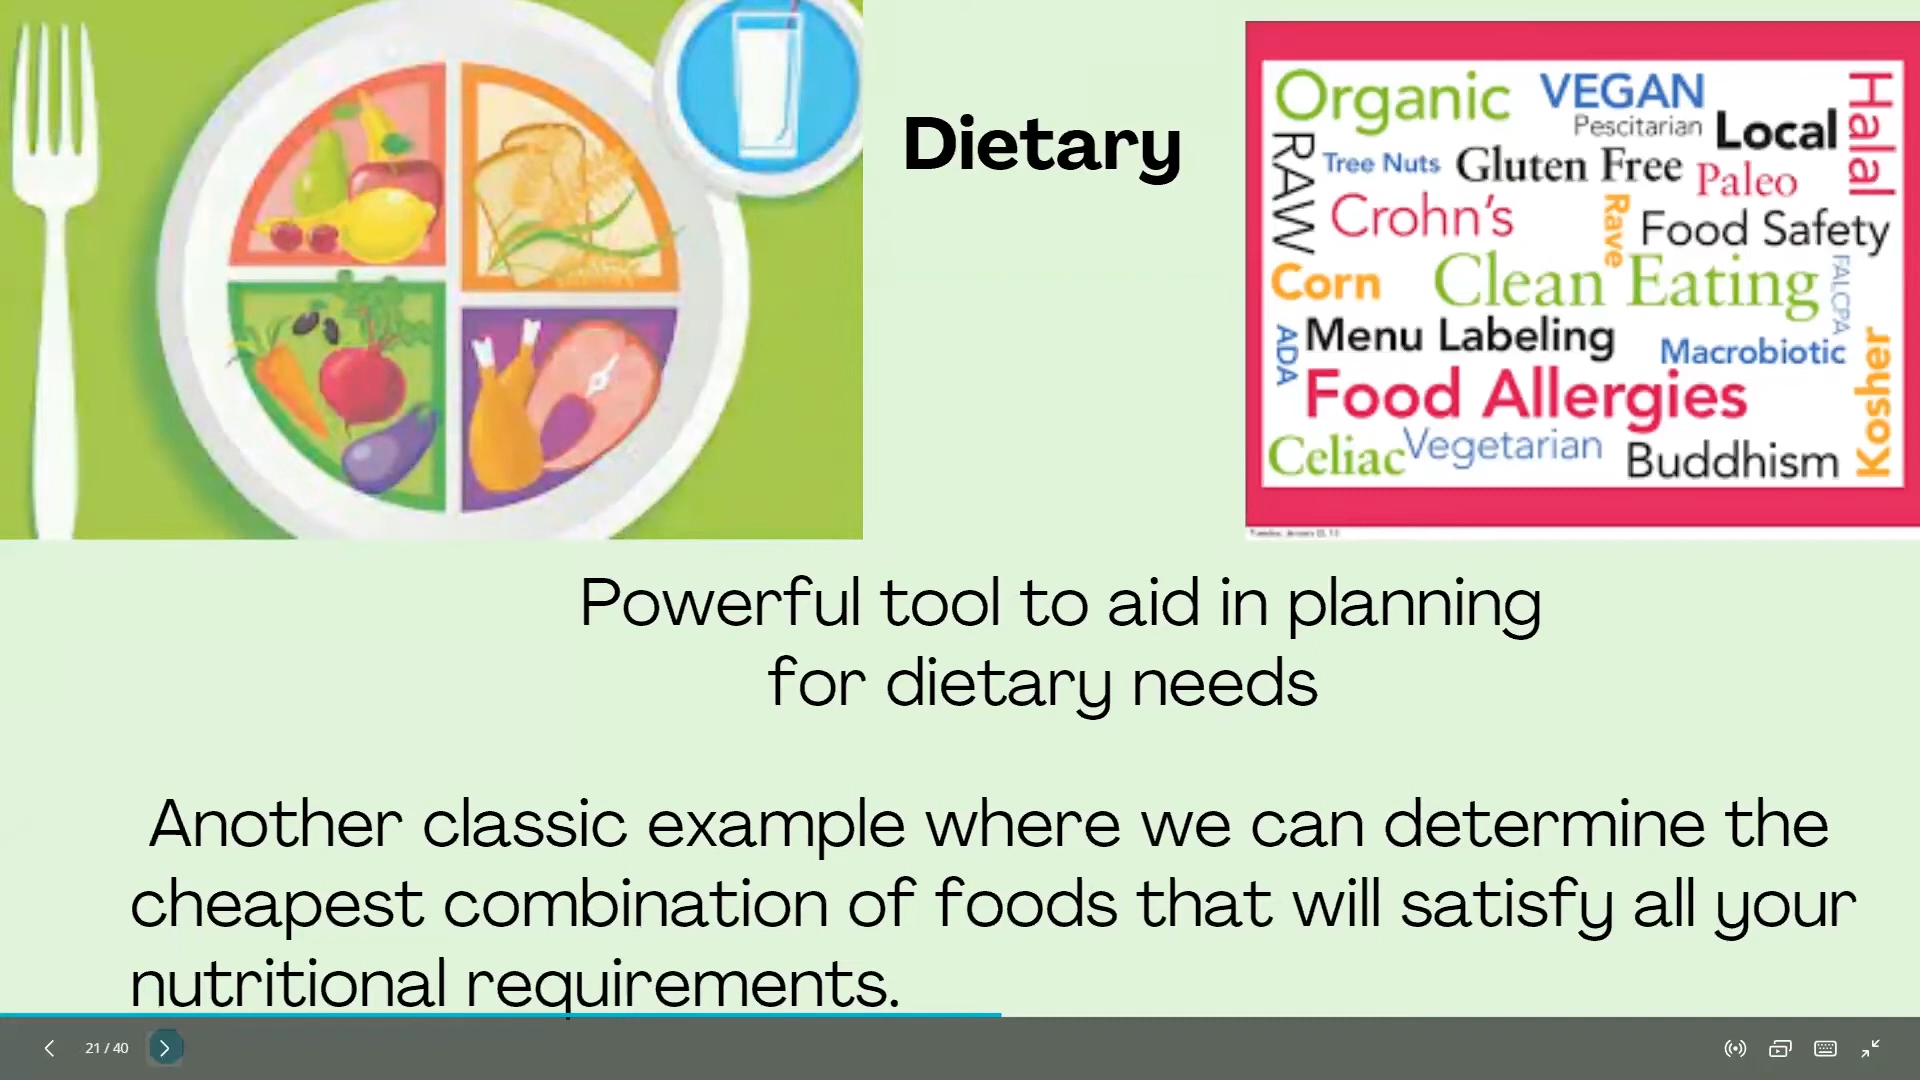 Dietary
Organic
VEGAN
Pescitarian
Local
Halal
RAW
Tree Nuts
Gluten Free
Paleo
Crohn's
Rave
Food Safety
Corn
Clean Eating
FALCPA
ADA
Menu Labeling
Macrobiotic
Kosher
Food Allergies
Celiac
Vegetarian
Buddhism
Powerful tool to aid in planning
for dietary needs
Another classic example where we can determine the
cheapest combination of foods that will satisfy all your
nutritional requirements.
21 / 40